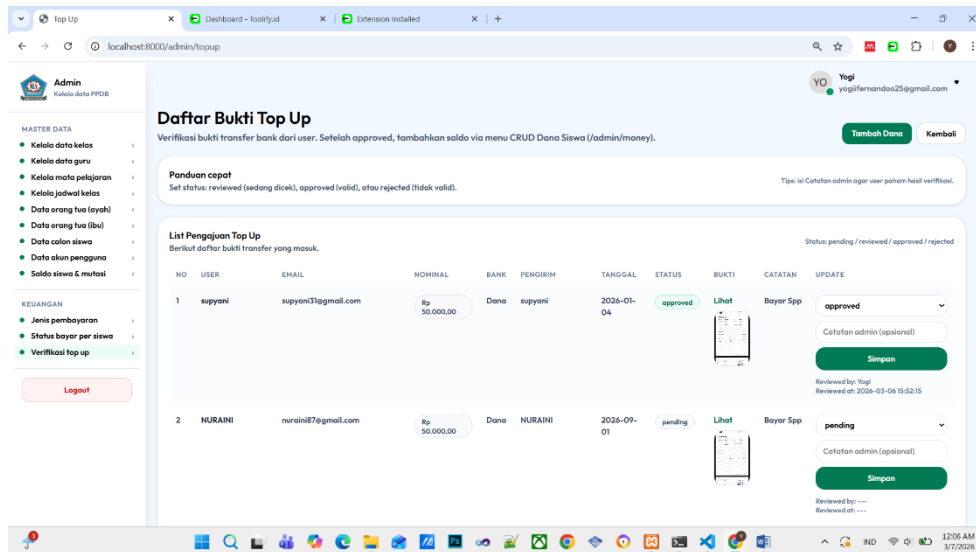 Top Up
Dashboard - Toolify.id
Extension Installed
localhost:8000/admin/topup
Admin
Kelola data PPDB
YO
Yogi
yogiifernandoo25@gmail.com
MASTER DATA
Kelola data kelas
Kelola data guru
Kelola mata pelajaran
Kelola jadwal kelas
Data orang tua (ayah)
Data orang tua (ibu)
Data calon siswa
Data akun pengguna
Saldo siswa & mutasi
KEUANGAN
Jenis pembayaran
Status bayar per siswa
Verifikasi top up
Logout
Daftar Bukti Top Up
Verifikasi bukti transfer bank dari user. Setelah approved, tambahkan saldo via menu CRUD Dana Siswa (/admin/money).
Tambah Dana
Kembali
Panduan cepat
Set status: reviewed (sedang dicek), approved (valid), atau rejected (tidak valid).
Tips: isi Catatan admin agar user paham hasil verifikasi.
List Pengajuan Top Up
Berikut daftar bukti transfer yang masuk.
Status: pending / reviewed / approved / rejected
NO USER EMAIL NOMINAL BANK PENGIRIM TANGGAL STATUS BUKTI CATATAN UPDATE
1 supyani supyani31@gmail.com Rp 50.000,00 Dana supyani 2026-01-04 approved Lihat Bayar Spp approved
Catatan admin (opsional)
Simpan
Reviewed by: Yogi
Reviewed at: 2026-03-06 15:52:15
2 NURAINI nuraini87@gmail.com Rp 50.000,00 Dana NURAINI 2026-09-01 pending Lihat Bayar Spp pending
Catatan admin (opsional)
Simpan
Reviewed by: ---
Reviewed at: ---
IND
12:06 AM
3/7/2026